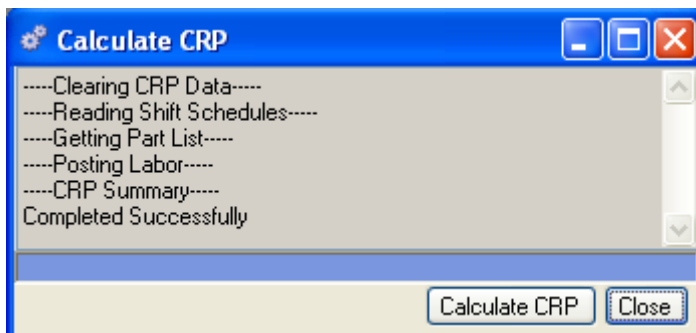 Calculate CRP
-----Clearing CRP Data-----
-----Reading Shift Schedules-----
-----Getting Part List-----
-----Posting Labor-----
-----CRP Summary-----
Completed Successfully
Calculate CRP Close